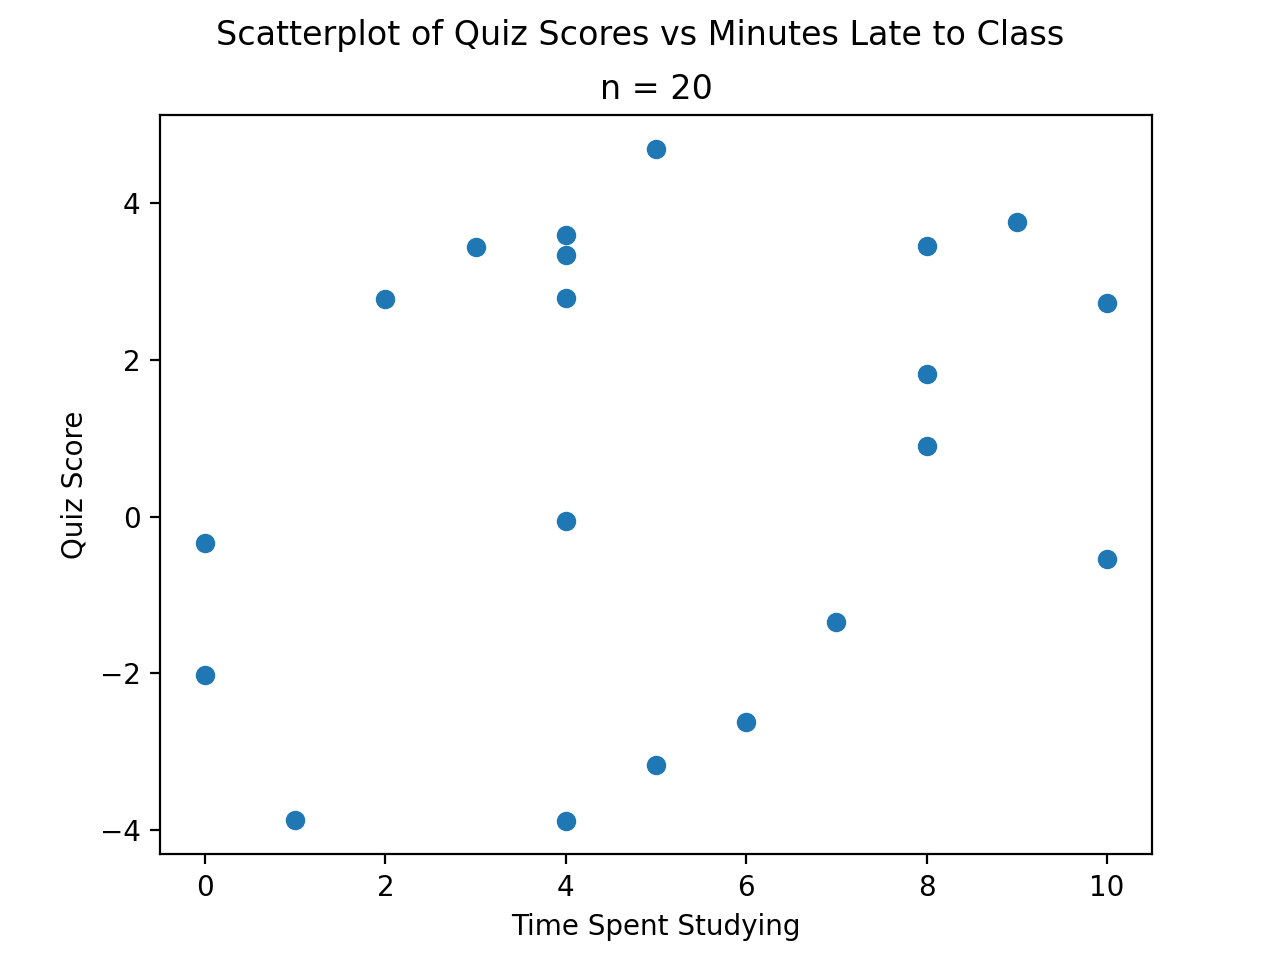 Scatterplot of Quiz Scores vs Minutes Late to Class
n = 20
4
2
0
−2
−4
Quiz Score
0 2 4 6 8 10
Time Spent Studying